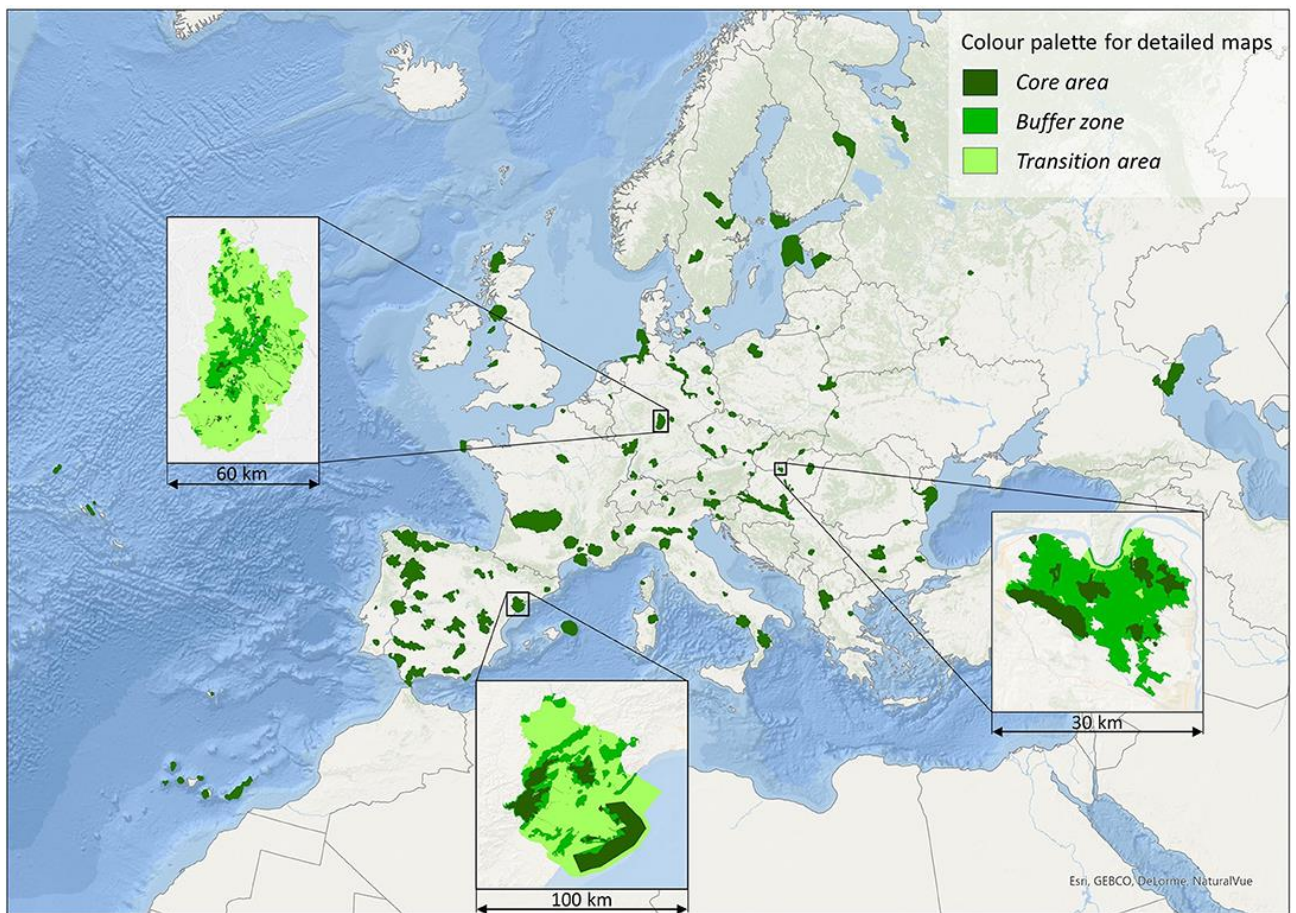 Colour palette for detailed maps
Core area
Buffer zone
Transition area
60 km
30 km
100 km
Esri, GEBCO, DeLorme, NaturalVue